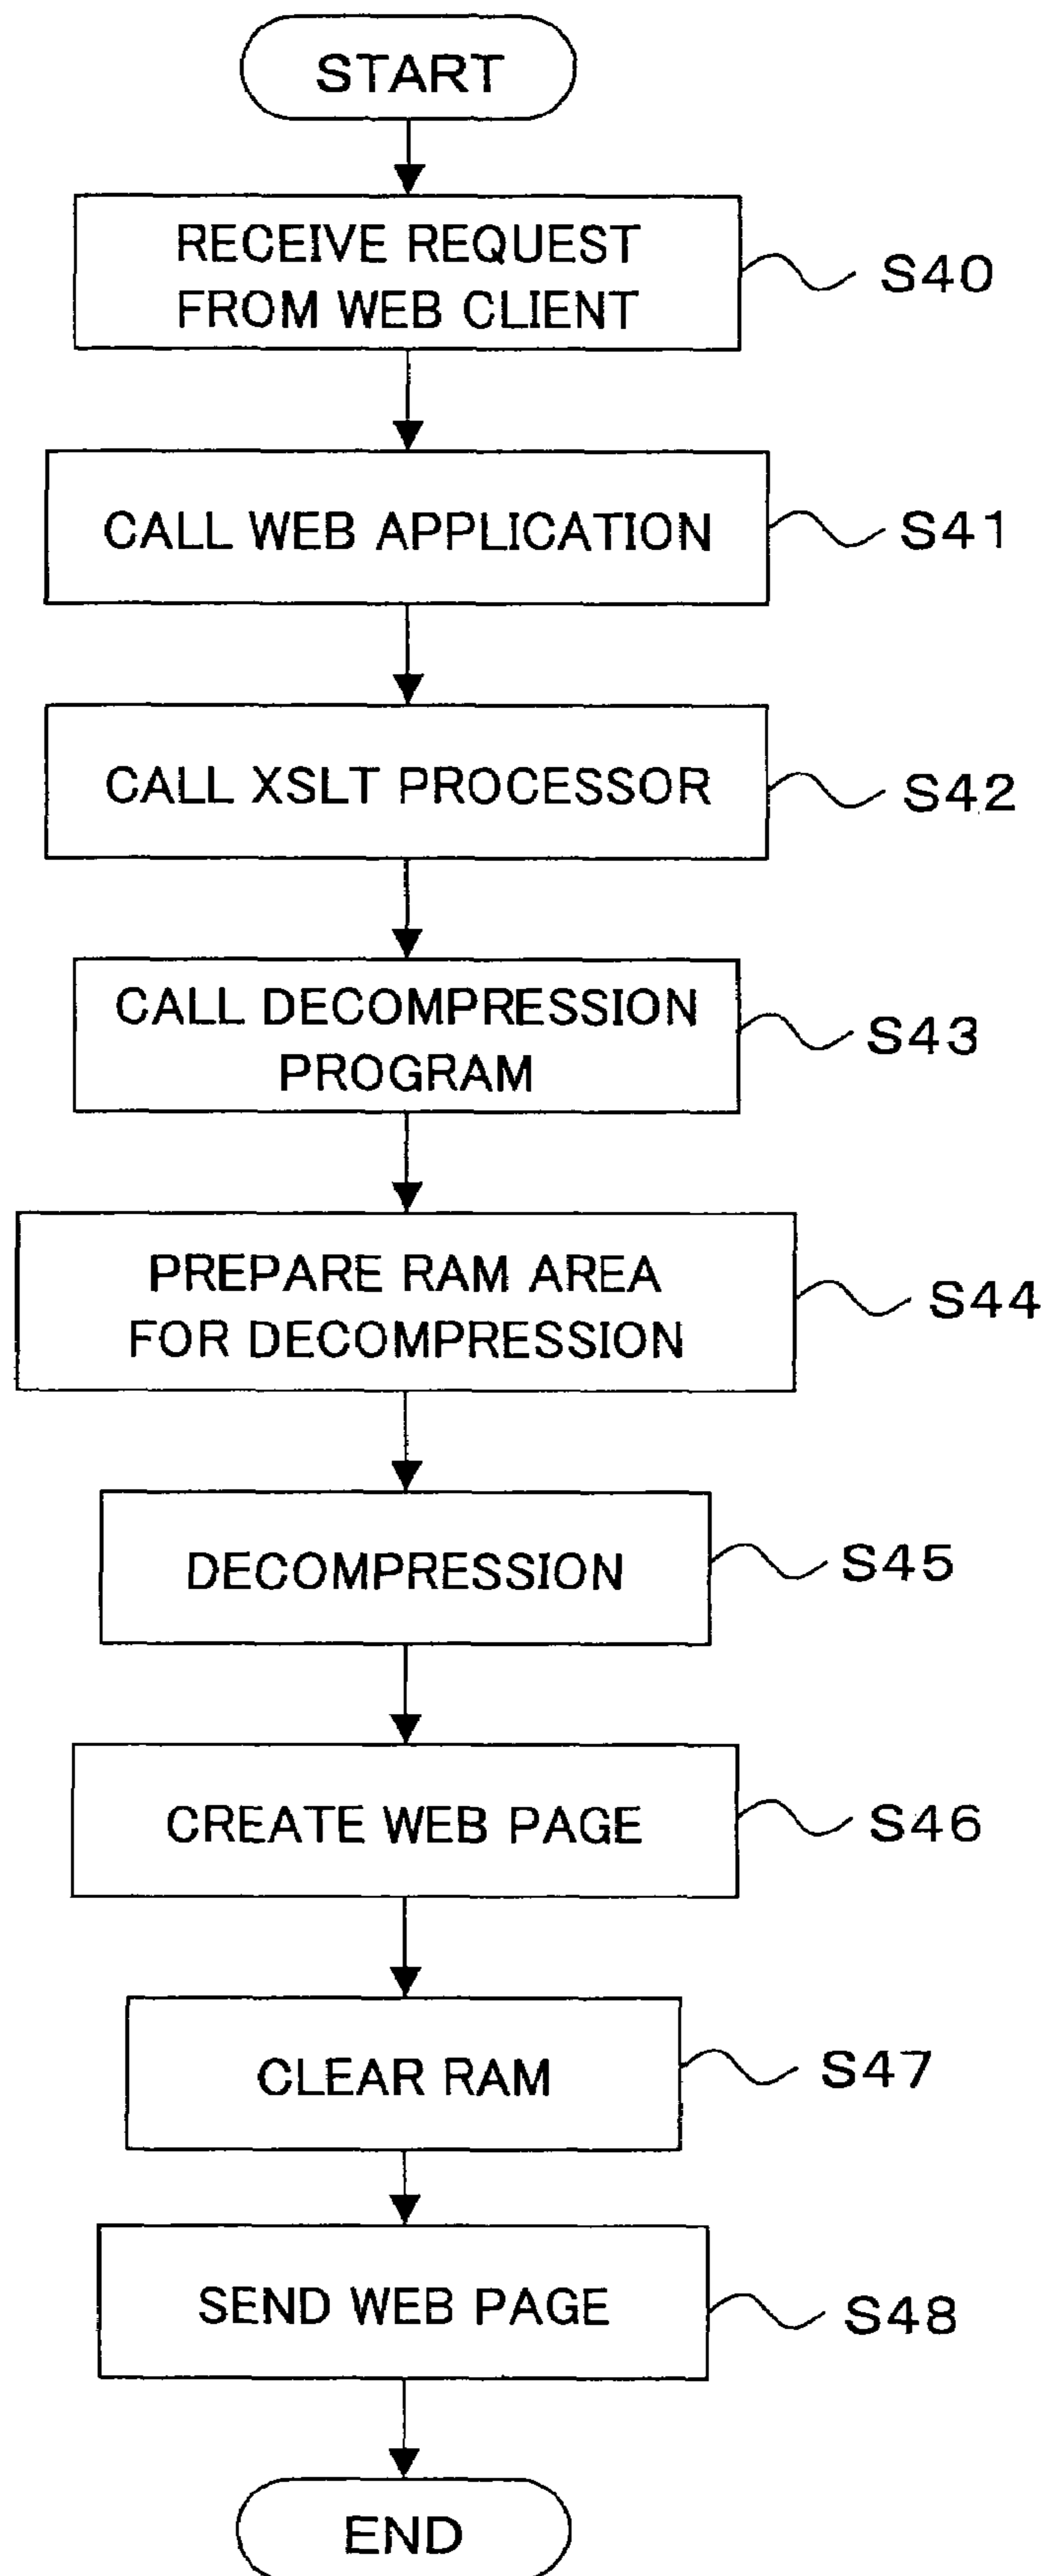 START
RECEIVE REQUEST
FROM WEB CLIENT
S40
CALL WEB APPLICATION
S41
CALL XSLT PROCESSOR
S42
CALL DECOMPRESSION
PROGRAM
S43
PREPARE RAM AREA
FOR DECOMPRESSION
S44
DECOMPRESSION
S45
CREATE WEB PAGE
S46
CLEAR RAM
S47
SEND WEB PAGE
S48
END